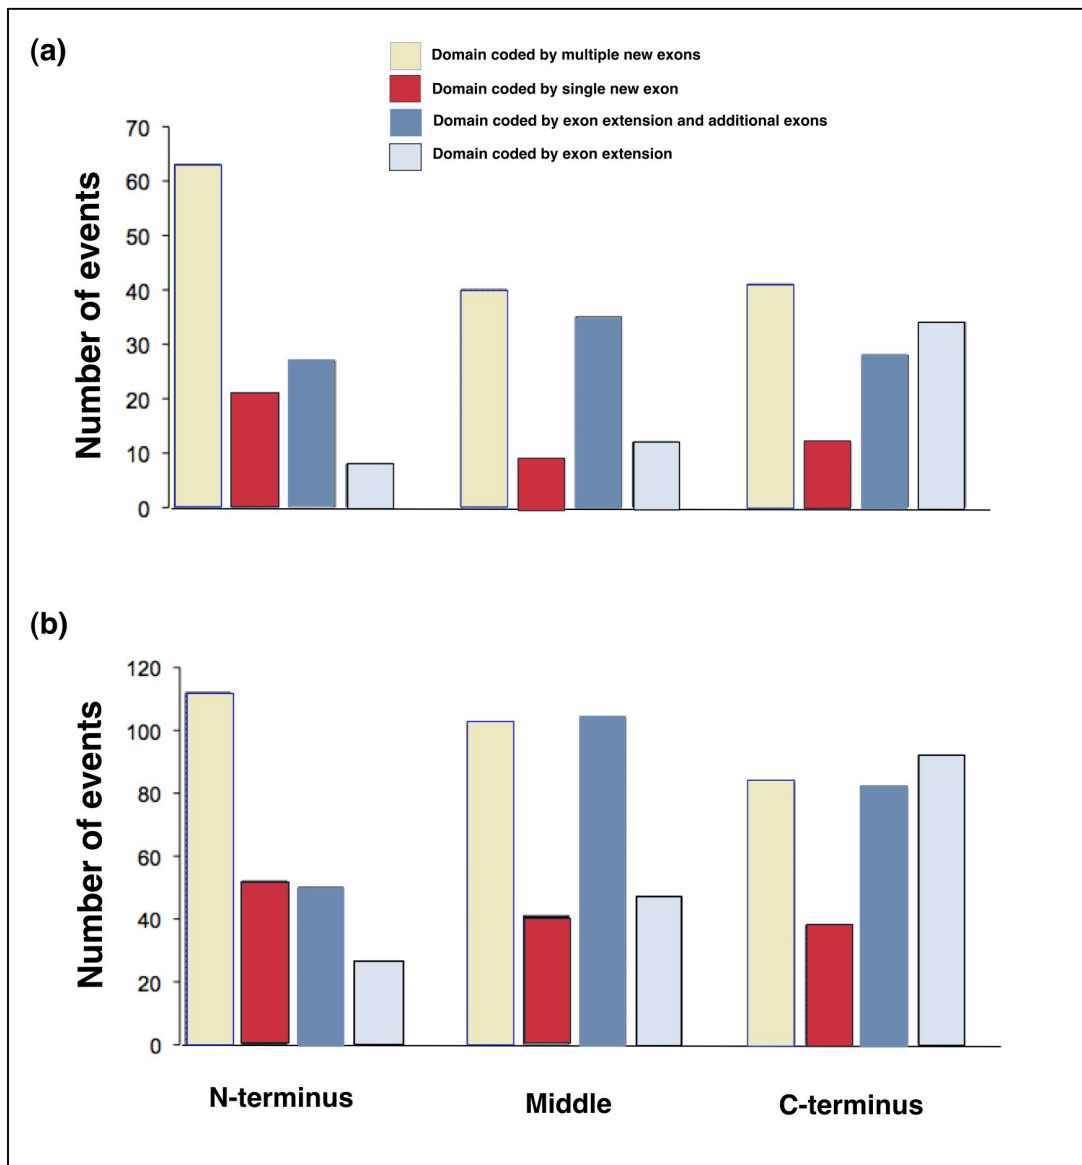 (a)
Domain coded by multiple new exons
Domain coded by single new exon
Domain coded by exon extension and additional exons
Domain coded by exon extension
Number of events
70
60
50
40
30
20
10
0
(b)
Number of events
120
100
80
60
40
20
0
N-terminus
Middle
C-terminus